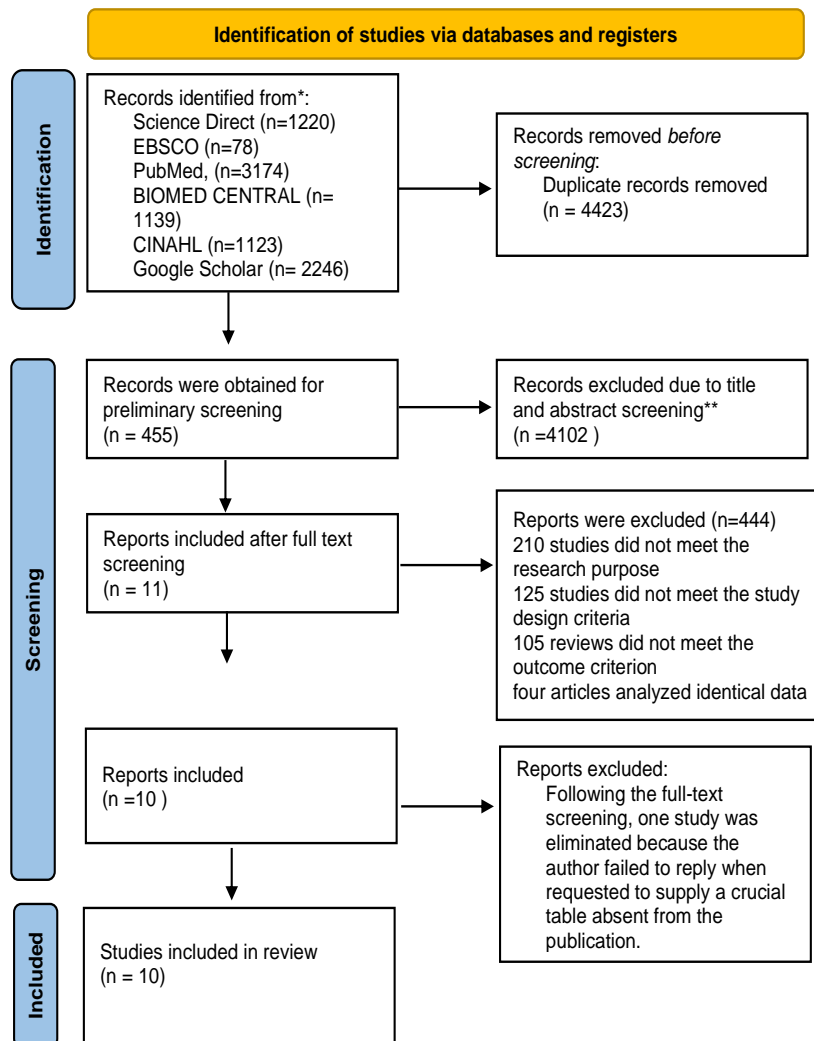 Identification of studies via databases and registers
Identification
Records identified from*:
Science Direct (n=1220)
EBSCO (n=78)
PubMed, (n=3174)
BIOMED CENTRAL (n=
1139)
CINAHL (n=1123)
Google Scholar (n= 2246)
Records removed before
screening:
Duplicate records removed
(n = 4423)
Screening
Records were obtained for
preliminary screening
(n = 455)
Records excluded due to title
and abstract screening**
(n =4102 )
Reports included after full text
screening
(n = 11)
Reports were excluded (n=444)
210 studies did not meet the
research purpose
125 studies did not meet the study
design criteria
105 reviews did not meet the
outcome criterion
four articles analyzed identical data
Reports included
(n =10 )
Reports excluded:
Following the full-text
screening, one study was
eliminated because the
author failed to reply when
requested to supply a crucial
table absent from the
publication.
Included
Studies included in review
(n = 10)